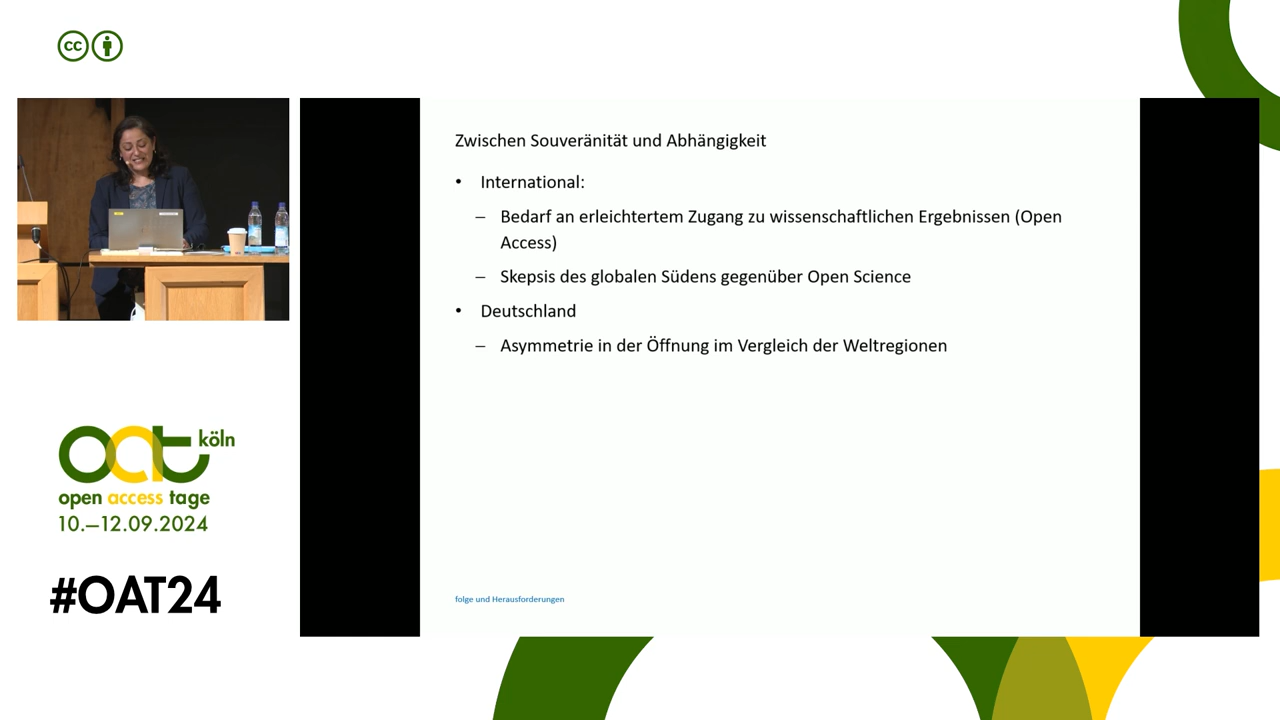 cc
Zwischen Souveränität und Abhängigkeit
• International:
– Bedarf an erleichtertem Zugang zu wissenschaftlichen Ergebnissen (Open
Access)
– Skepsis des globalen Südens gegenüber Open Science
• Deutschland
– Asymmetrie in der Öffnung im Vergleich der Weltregionen
folge und Herausforderungen
oat köln
open access tage
10.–12.09.2024
#OAT24